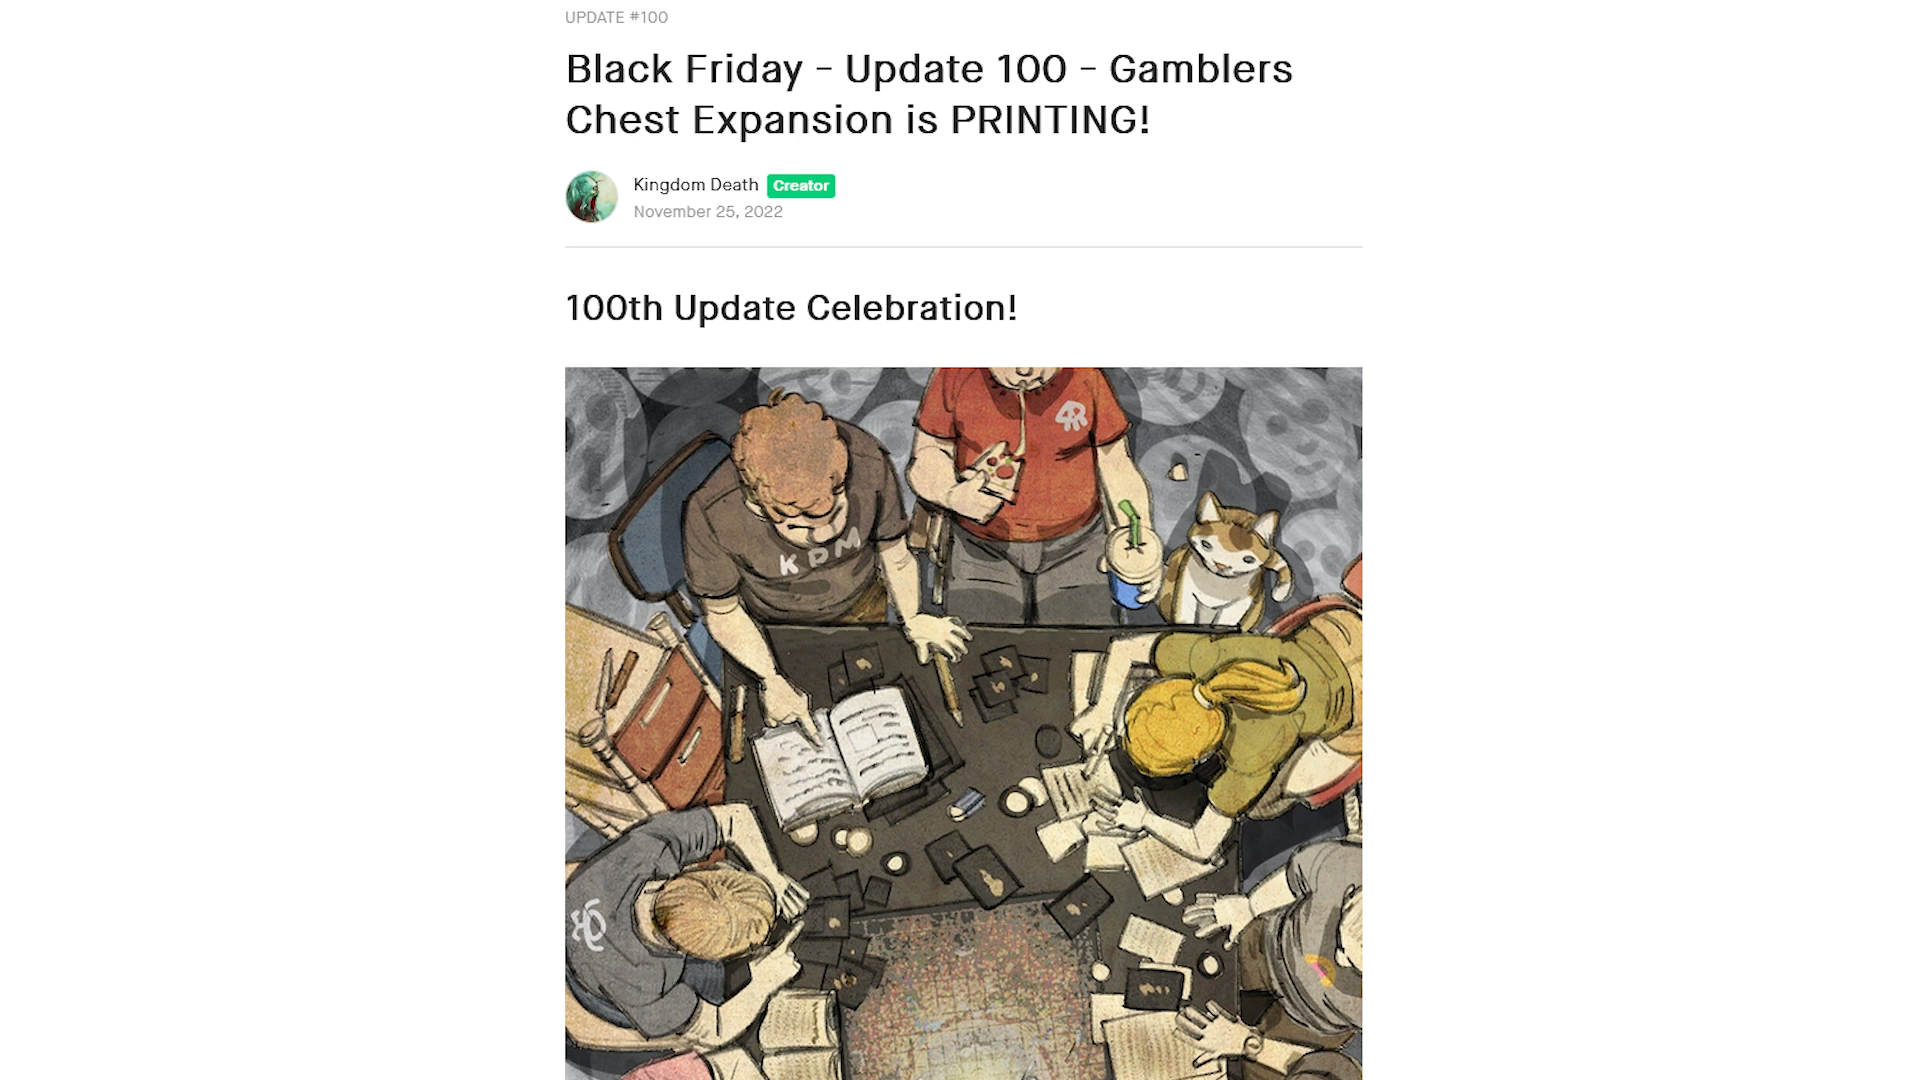 UPDATE #100
Black Friday – Update 100 – Gamblers
Chest Expansion is PRINTING!
Kingdom Death Creator
November 25, 2022
100th Update Celebration!
KDM